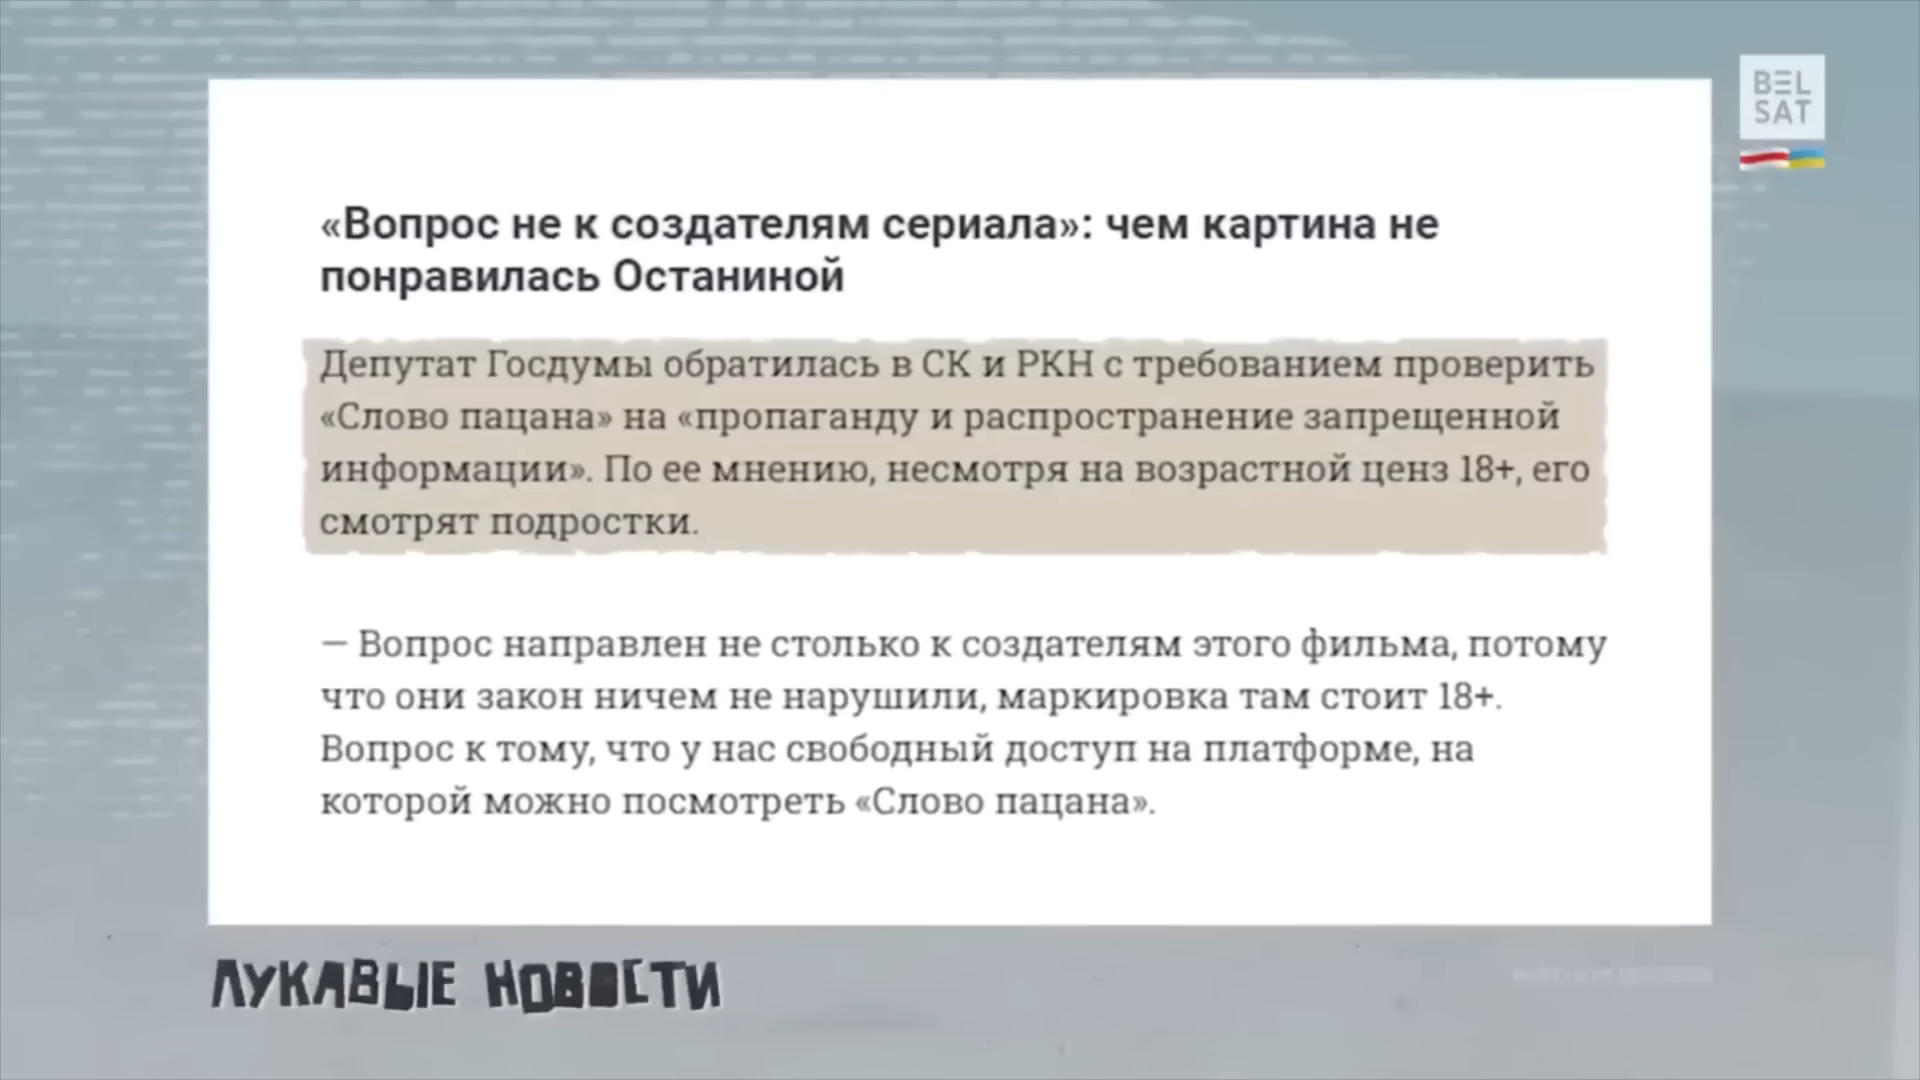 BEL
SAT
«Вопрос не к создателям сериала»: чем картина не
понравилась Останиной
Депутат Госдумы обратилась в СК и РКН с требованием проверить
«Слово пацана» на «пропаганду и распространение запрещенной
информации». По ее мнению, несмотря на возрастной ценз 18+, его
смотрят подростки.
— Вопрос направлен не столько к создателям этого фильма, потому
что они закон ничем не нарушили, маркировка там стоит 18+.
Вопрос к тому, что у нас свободный доступ на платформе, на
которой можно посмотреть «Слово пацана».
ЛУКАВЫЕ НОВОСТИ